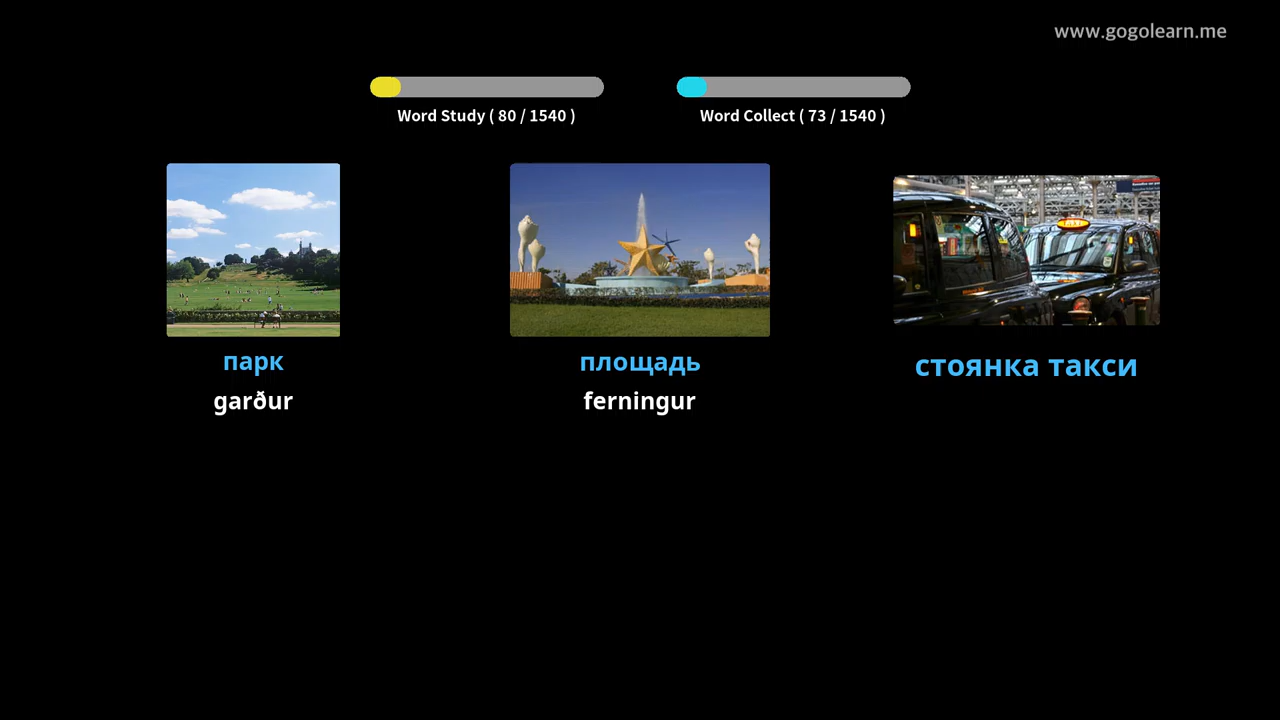 www.gogolearn.me
Word Study ( 80 / 1540 )
Word Collect ( 73 / 1540 )
парк
garður
площадь
ferningur
стоянка такси